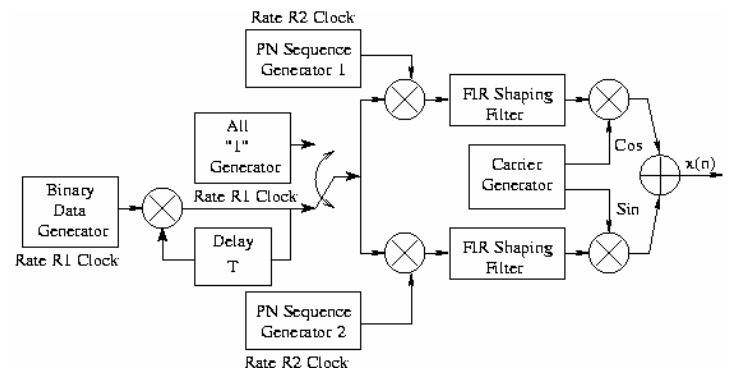 Rate R2 Clock
PN Sequence
Generator 1
FIR Shaping
Filter
All
"1"
Generator
Cos
Carrier
Generator
x(n)
Binary
Data
Generator
Rate R1 Clock
Sin
Rate R1 Clock
Delay
T
FIR Shaping
Filter
PN Sequence
Generator 2
Rate R2 Clock